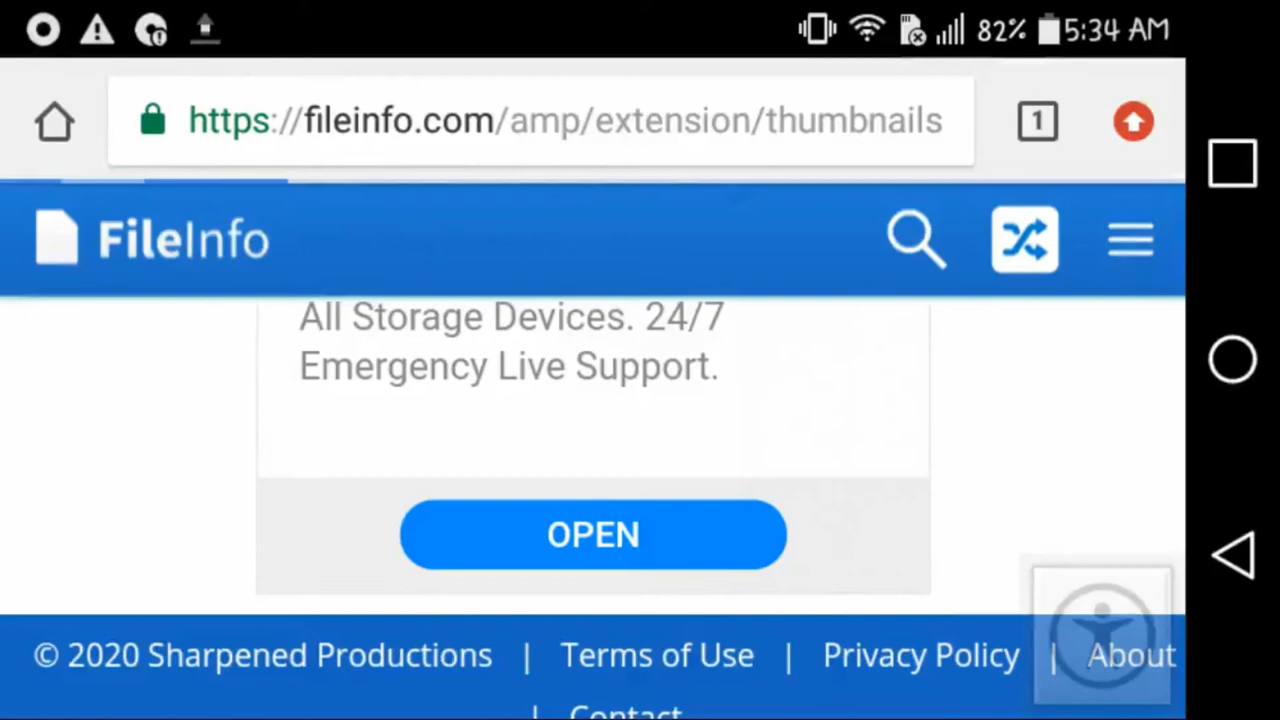 82% 5:34 AM
https://fileinfo.com/amp/extension/thumbnails
1
FileInfo
All Storage Devices. 24/7
Emergency Live Support.
OPEN
© 2020 Sharpened Productions | Terms of Use | Privacy Policy | About
| Contact